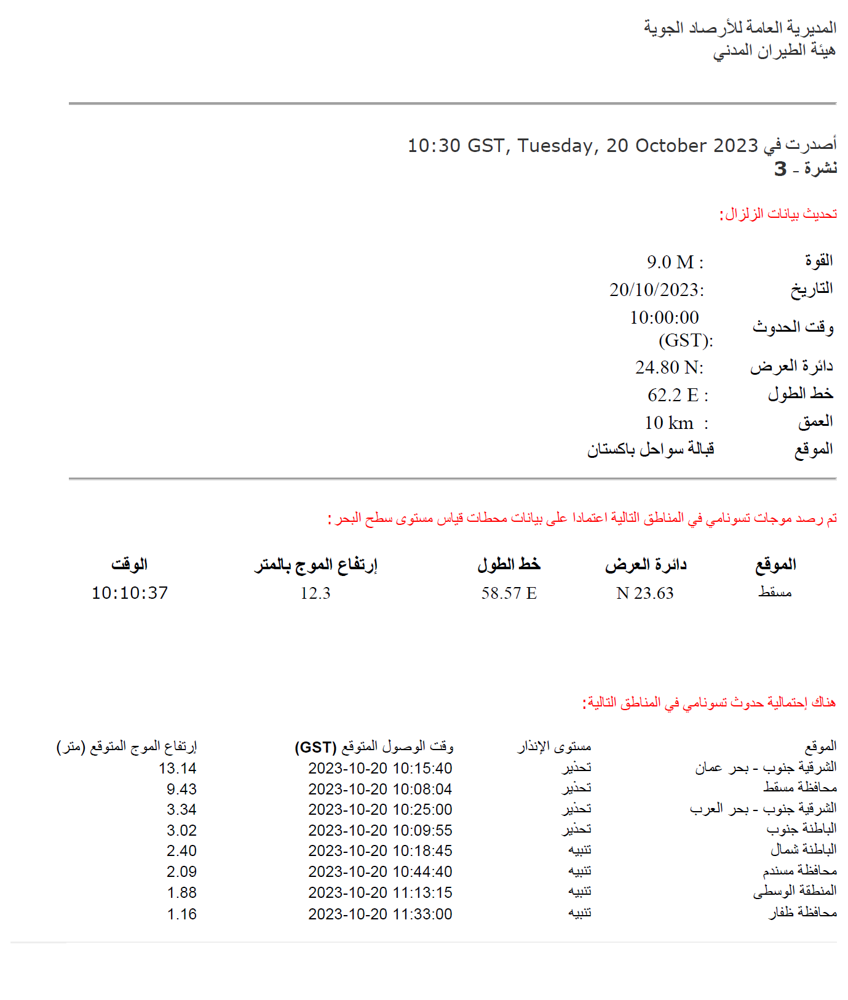 المديرية العامة للأرصاد الجوية
هيئة الطيران المدني
أصدرت في 10:30 GST, Tuesday, 20 October 2023
نشرة - 3
تحديث بيانات الزلزال:
القوة : 9.0 M
التاريخ :20/10/2023
وقت الحدوث 10:00:00
:(GST)
دائرة العرض :24.80 N
خط الطول : 62.2 E
العمق : 10 km
الموقع قبالة سواحل باكستان
تم رصد موجات تسونامي في المناطق التالية اعتمادا على بيانات محطات قياس مستوى سطح البحر:
الموقع دائرة العرض خط الطول إرتفاع الموج بالمتر الوقت
مسقط N 23.63 58.57 E 12.3 10:10:37
هناك إحتمالية حدوث تسونامي في المناطق التالية:
الموقع مستوى الإنذار وقت الوصول المتوقع (GST) إرتفاع الموج المتوقع (متر)
الشرقية جنوب - بحر عمان تحذير 2023-10-20 10:15:40 13.14
محافظة مسقط تحذير 2023-10-20 10:08:04 9.43
الشرقية جنوب - بحر العرب تحذير 2023-10-20 10:25:00 3.34
الباطنة جنوب تحذير 2023-10-20 10:09:55 3.02
الباطنة شمال تنبيه 2023-10-20 10:18:45 2.40
محافظة مسندم تنبيه 2023-10-20 10:44:40 2.09
المنطقة الوسطى تنبيه 2023-10-20 11:13:15 1.88
محافظة ظفار تنبيه 2023-10-20 11:33:00 1.16